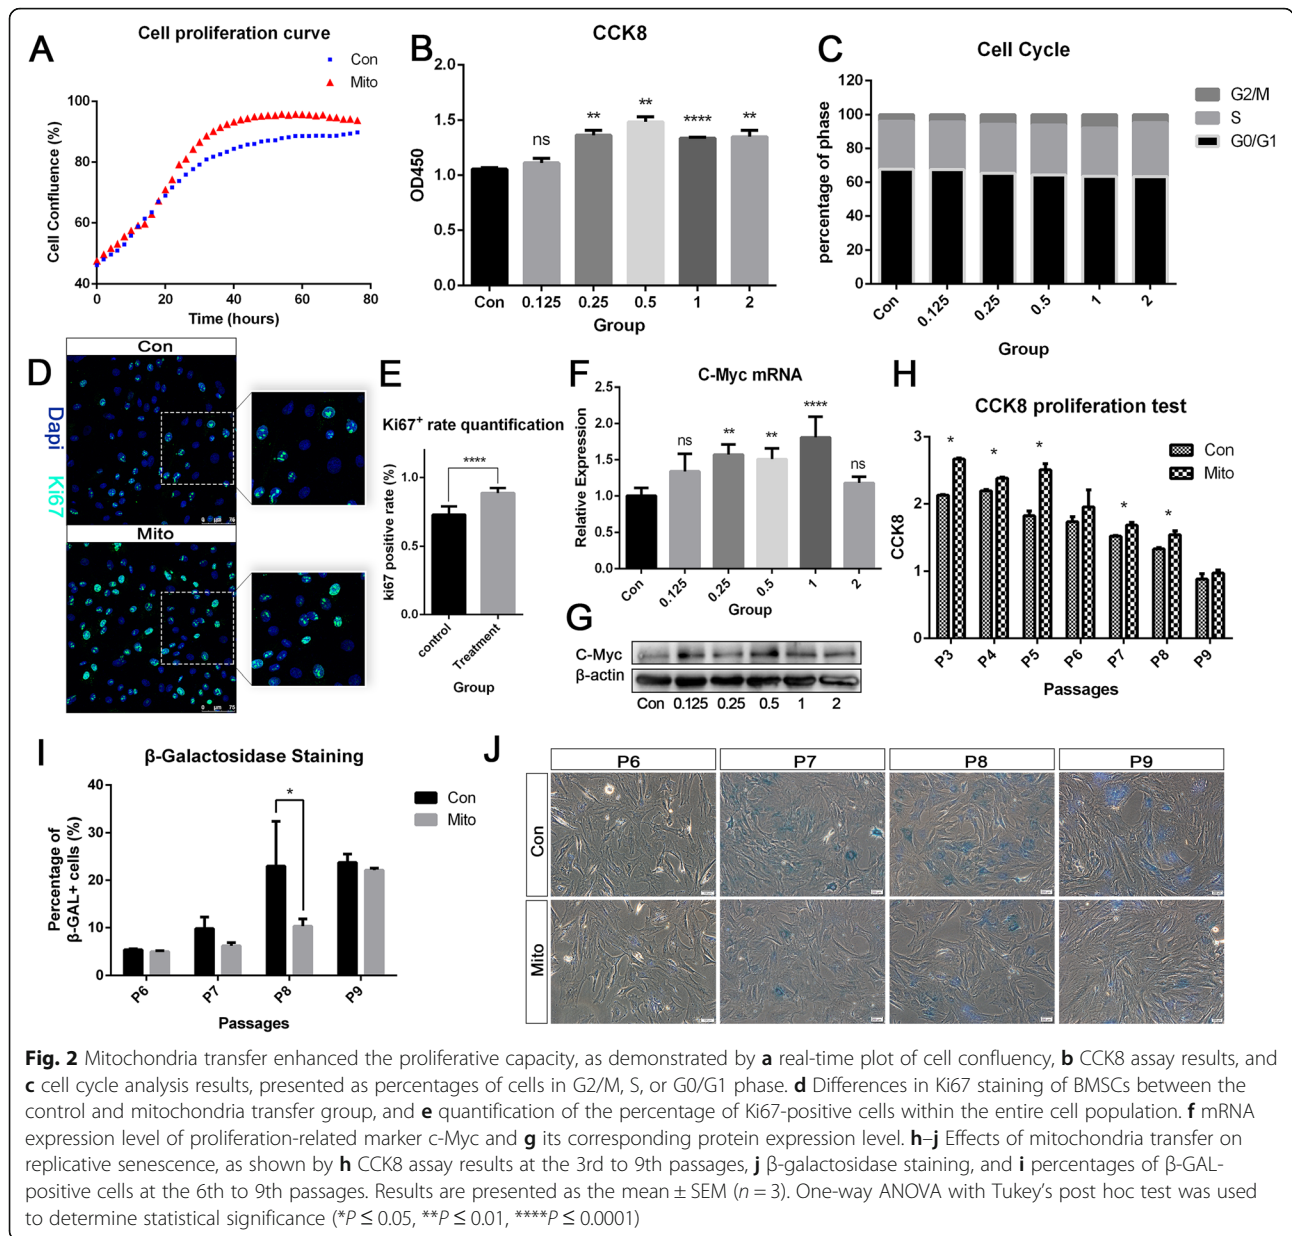 A
Cell proliferation curve
Con
Mito
Cell Confluence (%)
100
80
60
40
0 20 40 60 80
Time (hours)
B
CCK8
OD450
2.0
1.5
1.0
0.5
0.0
ns
**
**
****
**
Con 0.125 0.25 0.5 1 2
Group
C
Cell Cycle
percentage of phase
120
100
80
60
40
20
0
G2/M
S
G0/G1
Con 0.125 0.25 0.5 1 2
Group
D
Dapi Ki67
Con
0 µm 75
Mito
0 µm 75
E
Ki67+ rate quantification
ki67 positive rate (%)
1.0
0.5
0.0
****
control Treatment
Group
F
C-Myc mRNA
Relative Expression
2.5
2.0
1.5
1.0
0.5
0.0
ns
**
**
****
ns
Con 0.125 0.25 0.5 1 2
Group
G
C-Myc
β-actin
Con 0.125 0.25 0.5 1 2
H
CCK8 proliferation test
Con
Mito
CCK8
3
2
1
0
* * * * *
P3 P4 P5 P6 P7 P8 P9
Passages
I
β-Galactosidase Staining
Con
Mito
Percentage of
β-GAL+ cells (%)
40
30
20
10
0
*
P6 P7 P8 P9
Passages
J
P6 P7 P8 P9
Con
Mito
Fig. 2 Mitochondria transfer enhanced the proliferative capacity, as demonstrated by a real-time plot of cell confluency, b CCK8 assay results, and
c cell cycle analysis results, presented as percentages of cells in G2/M, S, or G0/G1 phase. d Differences in Ki67 staining of BMSCs between the
control and mitochondria transfer group, and e quantification of the percentage of Ki67-positive cells within the entire cell population. f mRNA
expression level of proliferation-related marker c-Myc and g its corresponding protein expression level. h–j Effects of mitochondria transfer on
replicative senescence, as shown by h CCK8 assay results at the 3rd to 9th passages, j β-galactosidase staining, and i percentages of β-GAL-
positive cells at the 6th to 9th passages. Results are presented as the mean ± SEM (n = 3). One-way ANOVA with Tukey's post hoc test was used
to determine statistical significance (*P ≤ 0.05, **P ≤ 0.01, ****P ≤ 0.0001)